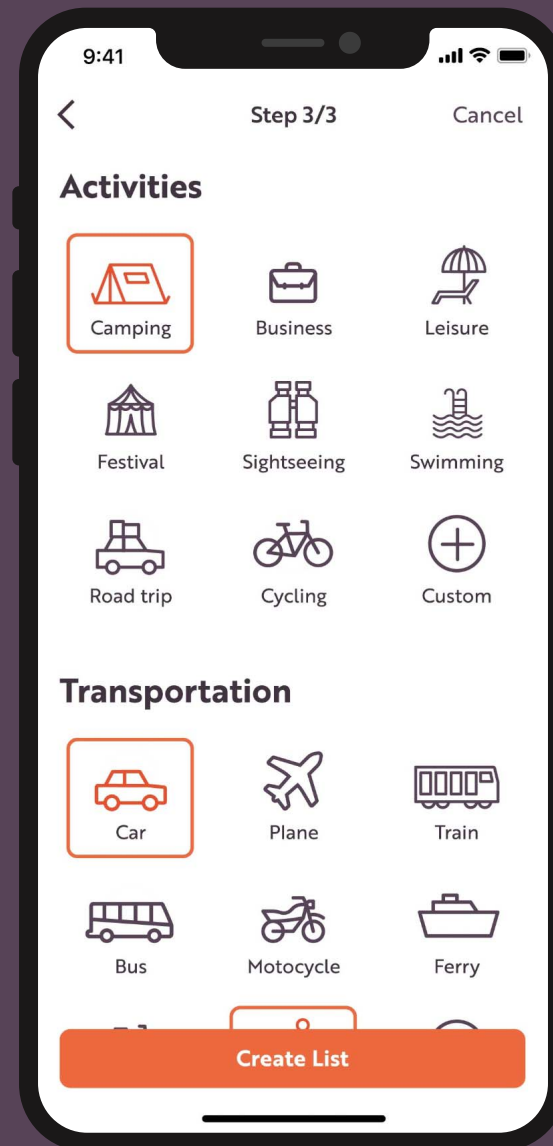 9:41
Step 3/3 Cancel
Activities
Camping Business Leisure
Festival Sightseeing Swimming
Road trip Cycling Custom
Transportation
Car Plane Train
Bus Motocycle Ferry
Create List